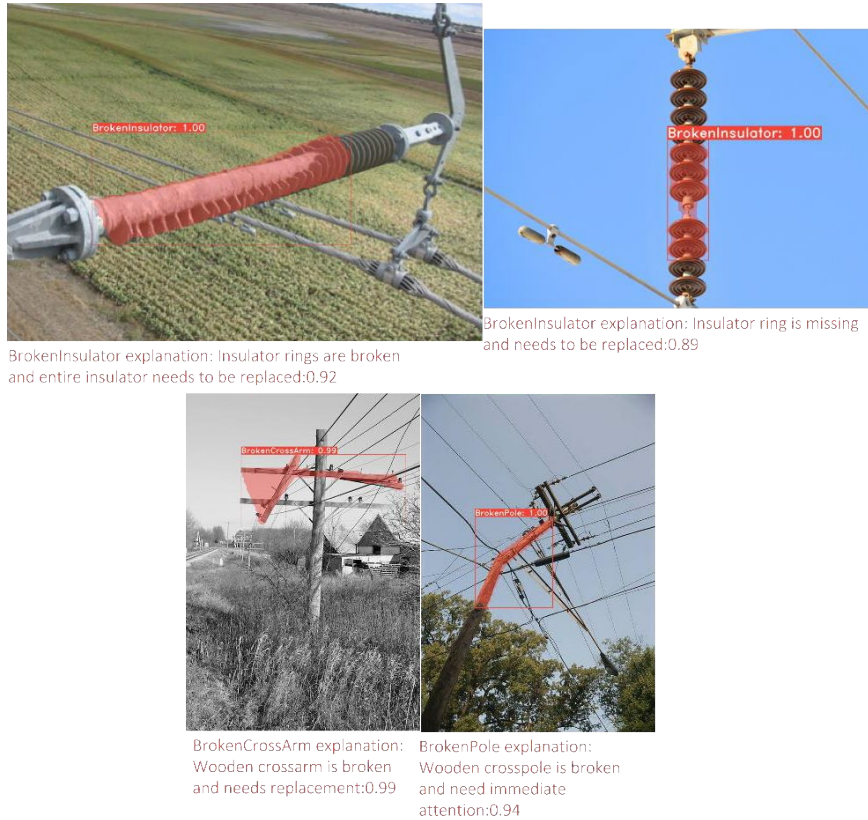 BrokenInsulator: 1.00
BrokenInsulator: 1.00
BrokenInsulator explanation: Insulator rings are broken
and entire insulator needs to be replaced:0.92
BrokenInsulator explanation: Insulator ring is missing
and needs to be replaced:0.89
BrokenCrossArm: 0.99
BrokenPole: 1.00
BrokenCrossArm explanation:
Wooden crossarm is broken
and needs replacement:0.99
BrokenPole explanation:
Wooden crosspole is broken
and need immediate
attention:0.94